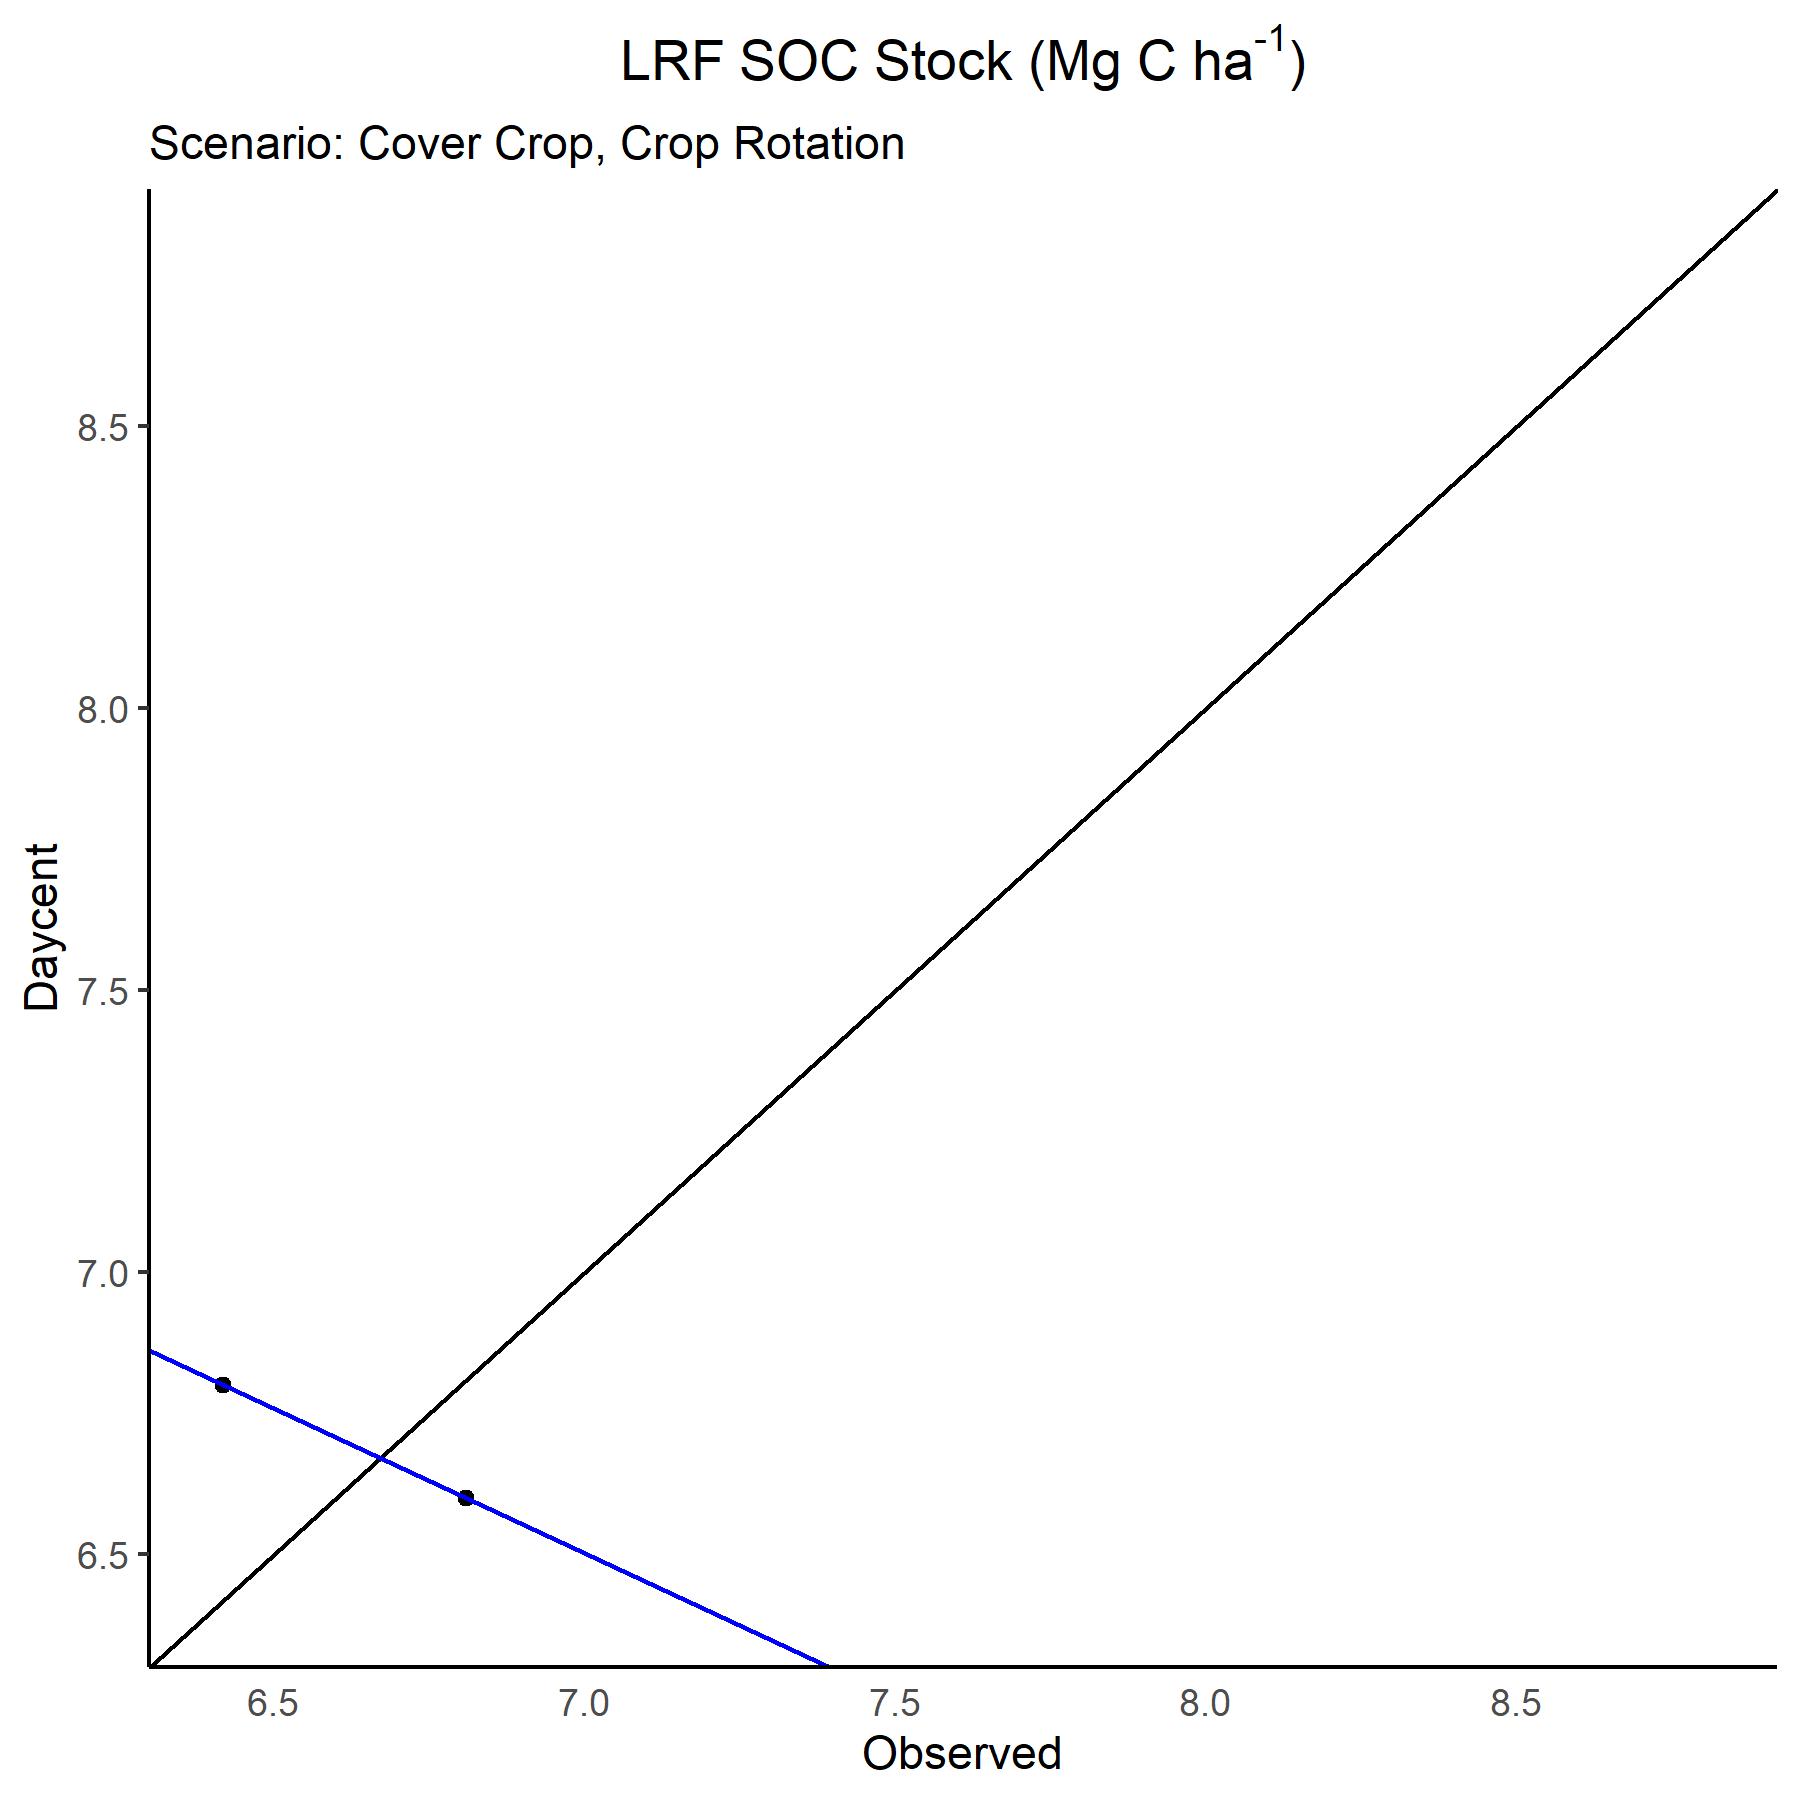 LRF SOC Stock (Mg C ha-1)
Scenario: Cover Crop, Crop Rotation
8.5
8.0
7.5
7.0
6.5
Daycent
6.5 7.0 7.5 8.0 8.5
Observed